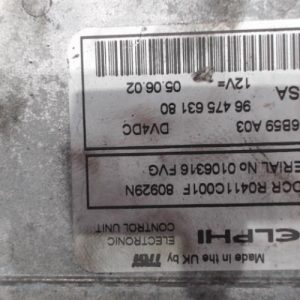 Made in
the UK by TRW
ELPHI ELECTRONIC
CONTROL UNIT
DCR R0411C001F 80929N
ERIAL No 0106316 FVG
6B59 A03 DV4DC
SA 96 475 631 80
12V= 05.06.02